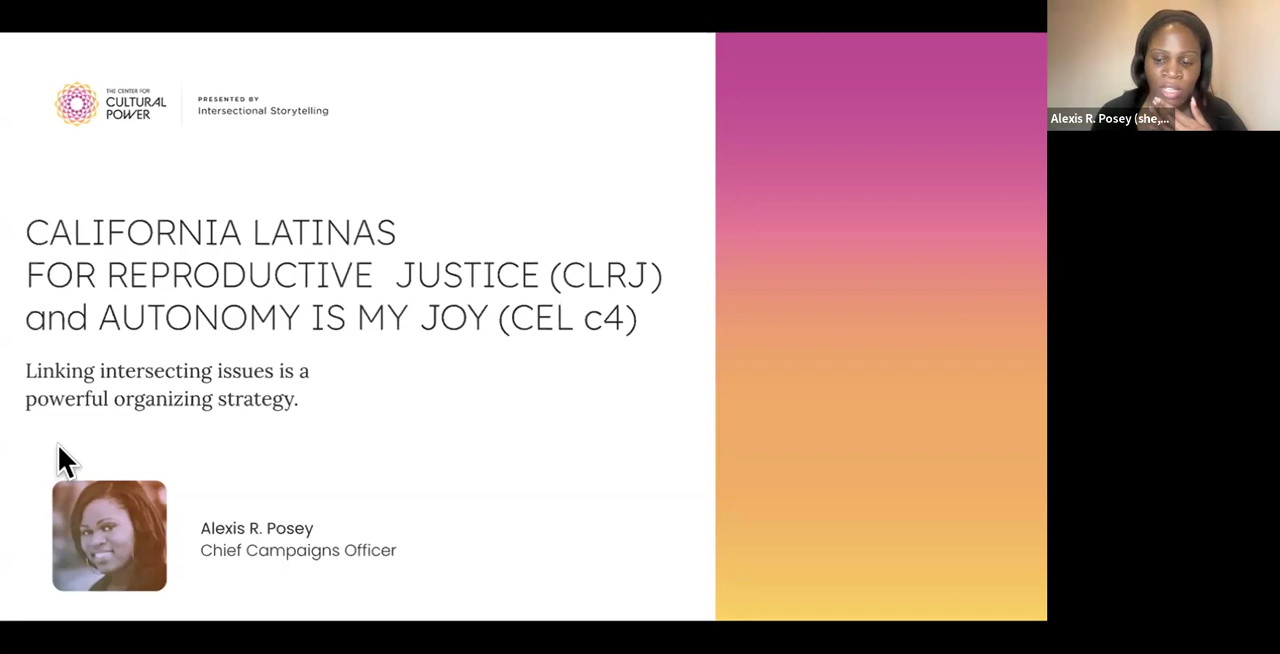 THE CENTER FOR
CULTURAL
POWER
PRESENTED BY
Intersectional Storytelling
CALIFORNIA LATINAS
FOR REPRODUCTIVE JUSTICE (CLRJ)
and AUTONOMY IS MY JOY (CEL c4)
Linking intersecting issues is a
powerful organizing strategy.
Alexis R. Posey
Chief Campaigns Officer
Alexis R. Posey (she,...